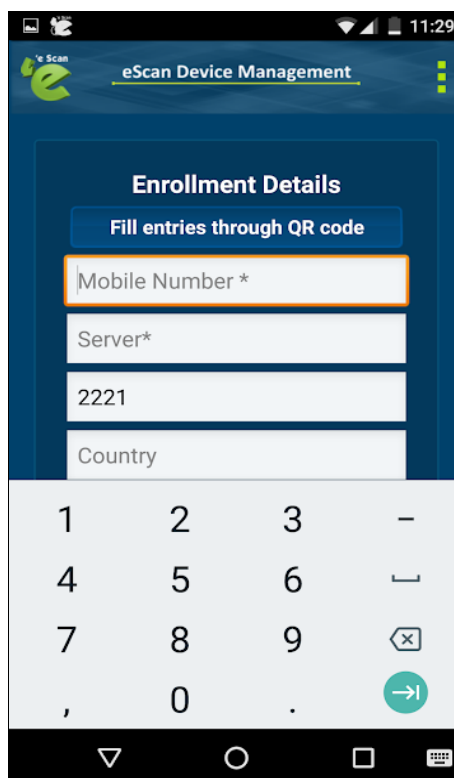 11:29
e Scan
eScan Device Management
Enrollment Details
Fill entries through QR code
Mobile Number *
Server*
2221
Country
1 2 3 –
4 5 6
7 8 9
, 0 .